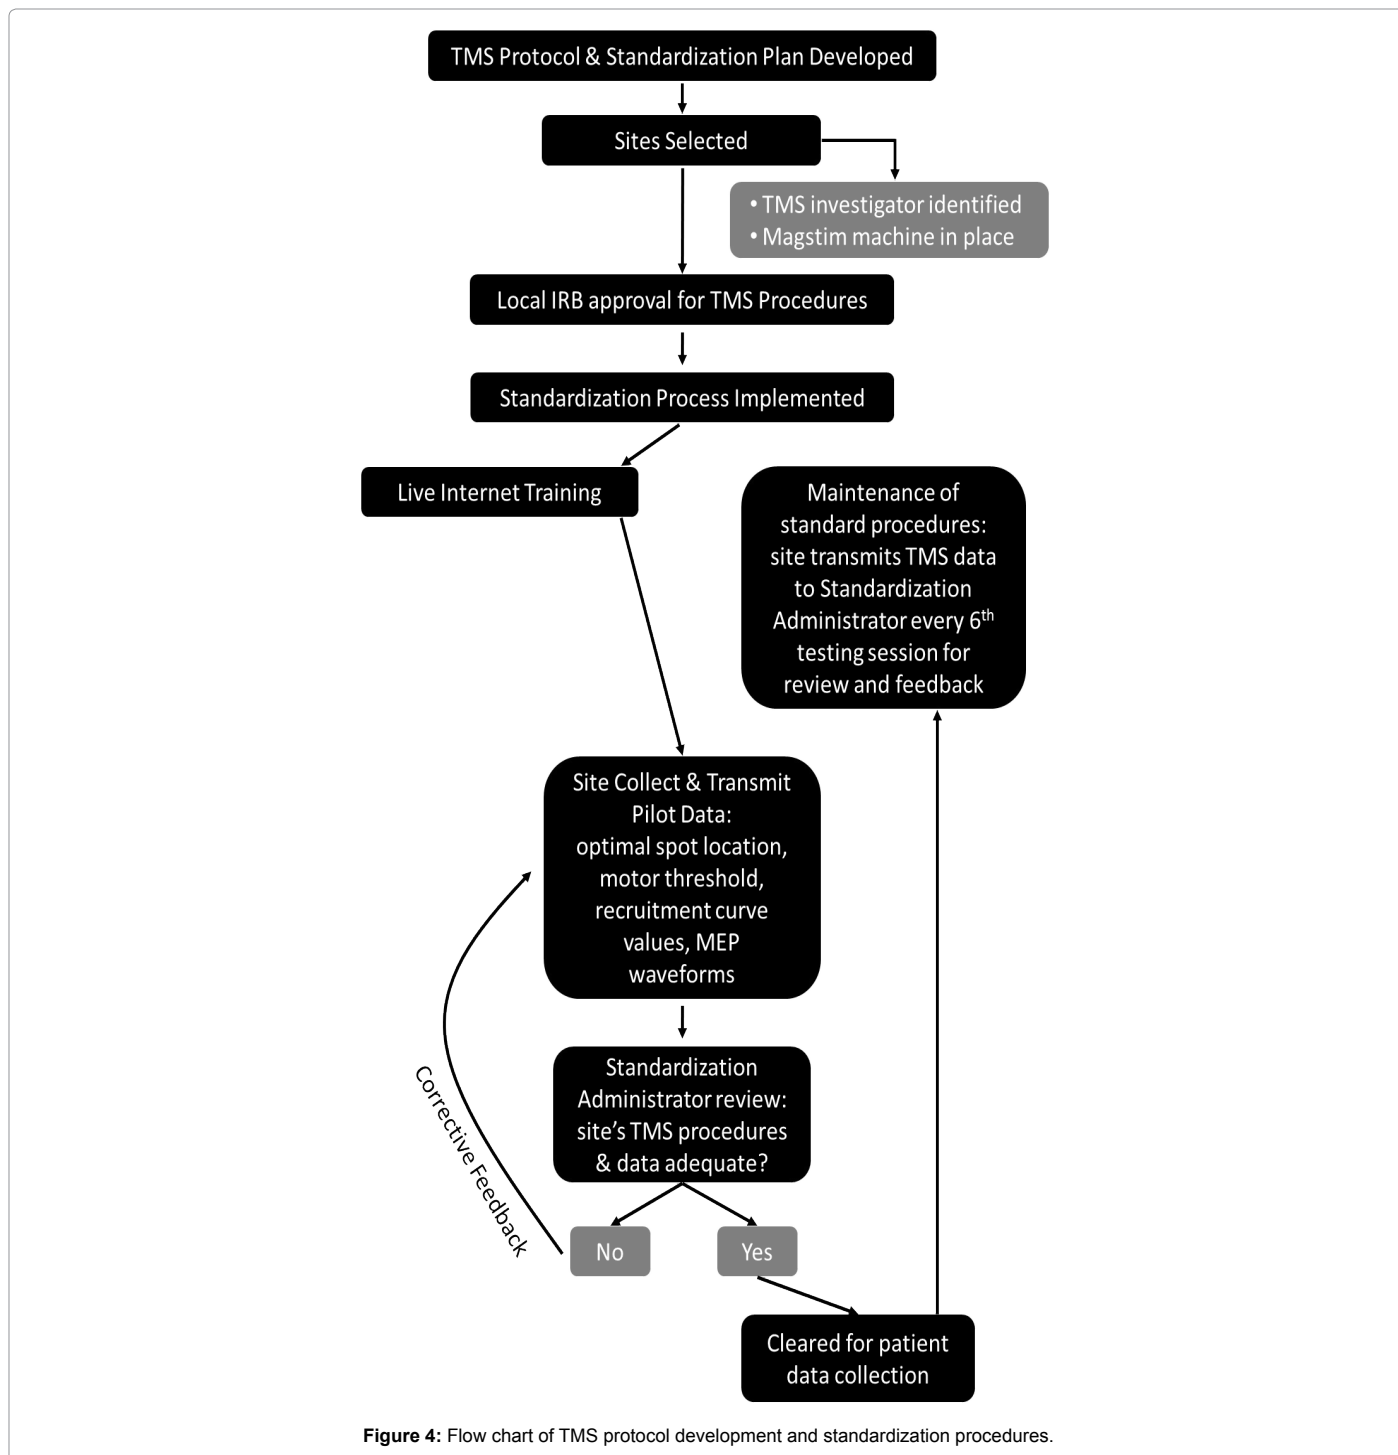 TMS Protocol & Standardization Plan Developed
Sites Selected
• TMS investigator identified
• Magstim machine in place
Local IRB approval for TMS Procedures
Standardization Process Implemented
Live Internet Training
Maintenance of
standard procedures:
site transmits TMS data
to Standardization
Administrator every 6th
testing session for
review and feedback
Site Collect & Transmit
Pilot Data:
optimal spot location,
motor threshold,
recruitment curve
values, MEP
waveforms
Standardization
Administrator review:
site’s TMS procedures
& data adequate?
Corrective Feedback
No
Yes
Cleared for patient
data collection
Figure 4: Flow chart of TMS protocol development and standardization procedures.